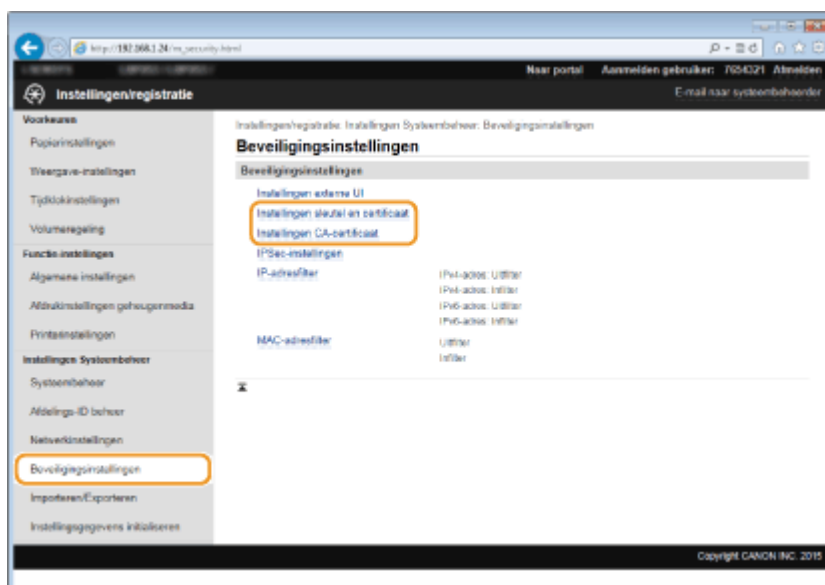 http://192.168.1.24/m_security.html
Naar portal Aanmelden gebruiker: 7654321 Afmelden
Instellingen/registratie
E-mail naar systeembeheerder
Voorkeuren
Papierinstellingen
Weergave-instellingen
Tijdklokinstellingen
Volumeregeling
Functie-instellingen
Algemene instellingen
Afdrukinstellingen geheugenmedia
Printerinstellingen
Instellingen Systeembeheer
Systeembeheer
Afdelings-ID beheer
Netwerkinstellingen
Beveiligingsinstellingen
Importeren/Exporteren
Instellingsgegevens initialiseren
Instellingen/registratie: Instellingen Systeembeheer: Beveiligingsinstellingen
Beveiligingsinstellingen
Beveiligingsinstellingen
Instellingen externe UI
Instellingen sleutel en certificaat
Instellingen CA-certificaat
IPSec-instellingen
IP-adresfilter
IPv4-adres: Uitfilter
IPv4-adres: Infilter
IPv6-adres: Uitfilter
IPv6-adres: Infilter
MAC-adresfilter
Uitfilter
Infilter
Copyright CANON INC. 2015